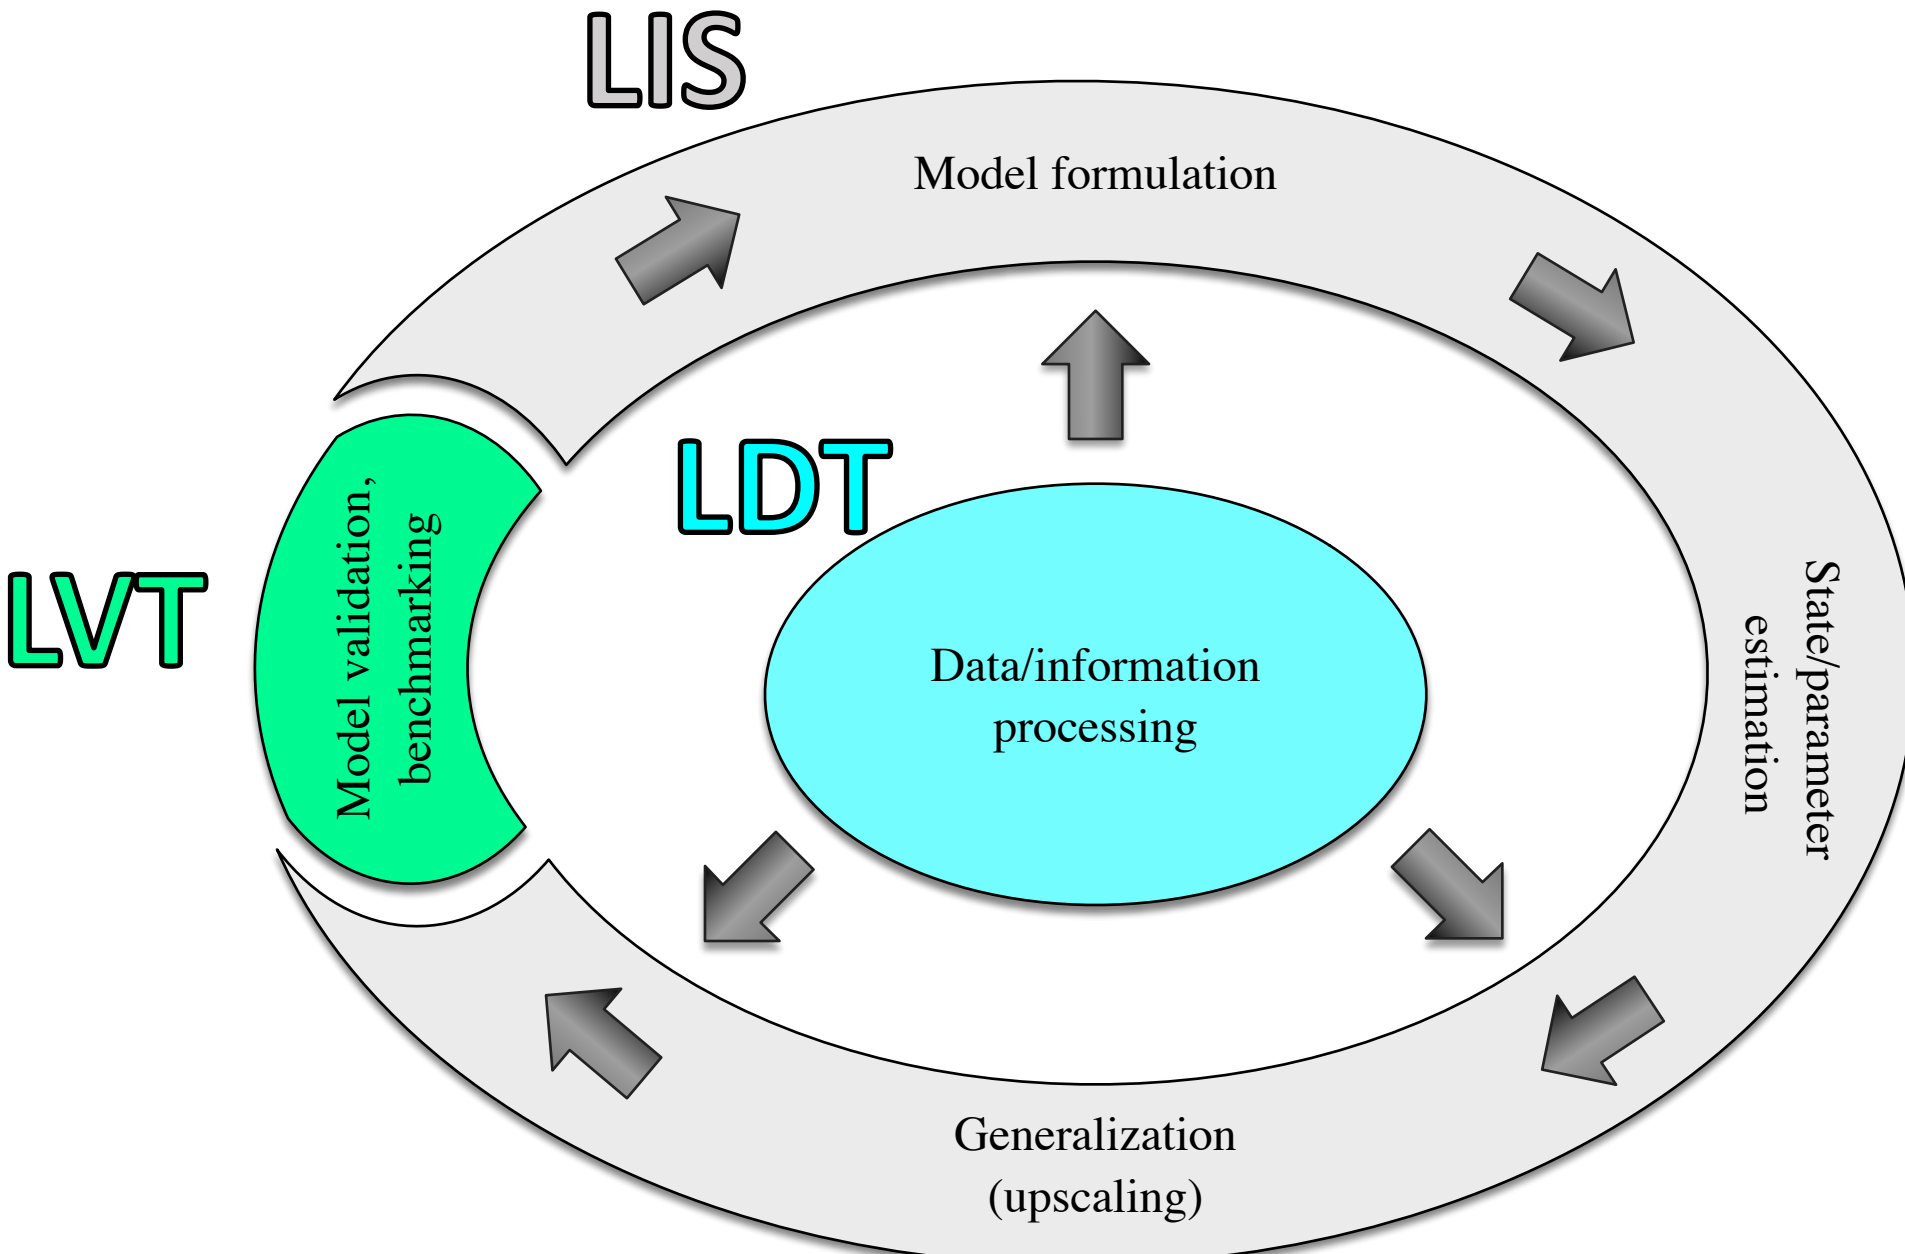 LIS
Model formulation
LDT
LVT
Model validation,
benchmarking
Data/information
processing
State/parameter
estimation
Generalization
(upscaling)